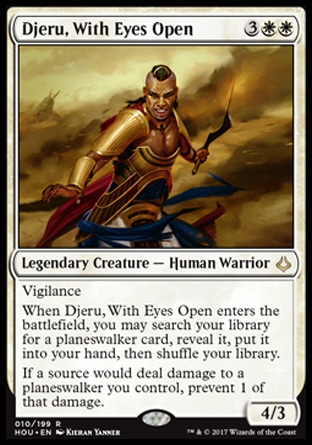 Djeru, With Eyes Open 3
Legendary Creature — Human Warrior
Vigilance
When Djeru, With Eyes Open enters the
battlefield, you may search your library
for a planeswalker card, reveal it, put it
into your hand, then shuffle your library.
If a source would deal damage to a
planeswalker you control, prevent 1 of
that damage.
4/3
010/199 R
HOU • EN KIERAN YANNER
™ & © 2017 Wizards of the Coast